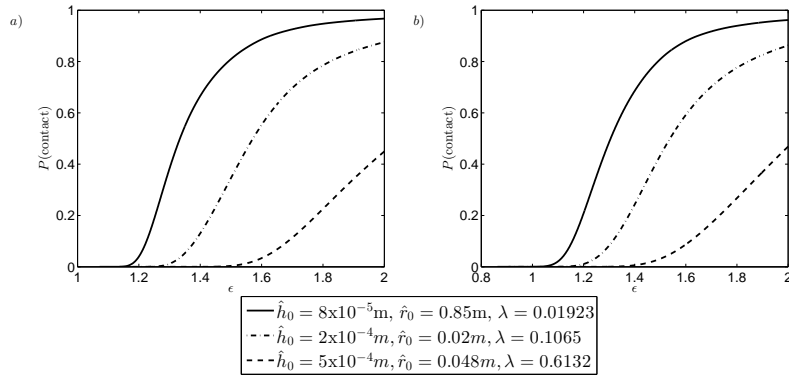 a)
1
0.8
0.6
0.4
0.2
0
P(contact)
1 1.2 1.4 1.6 1.8 2
ϵ
b)
1
0.8
0.6
0.4
0.2
0
P(contact)
0.8 1 1.2 1.4 1.6 1.8 2
ϵ
ĥ₀ = 8x10⁻⁵m, r̂₀ = 0.85m, λ = 0.01923
ĥ₀ = 2x10⁻⁴m, r̂₀ = 0.02m, λ = 0.1065
ĥ₀ = 5x10⁻⁴m, r̂₀ = 0.048m, λ = 0.6132